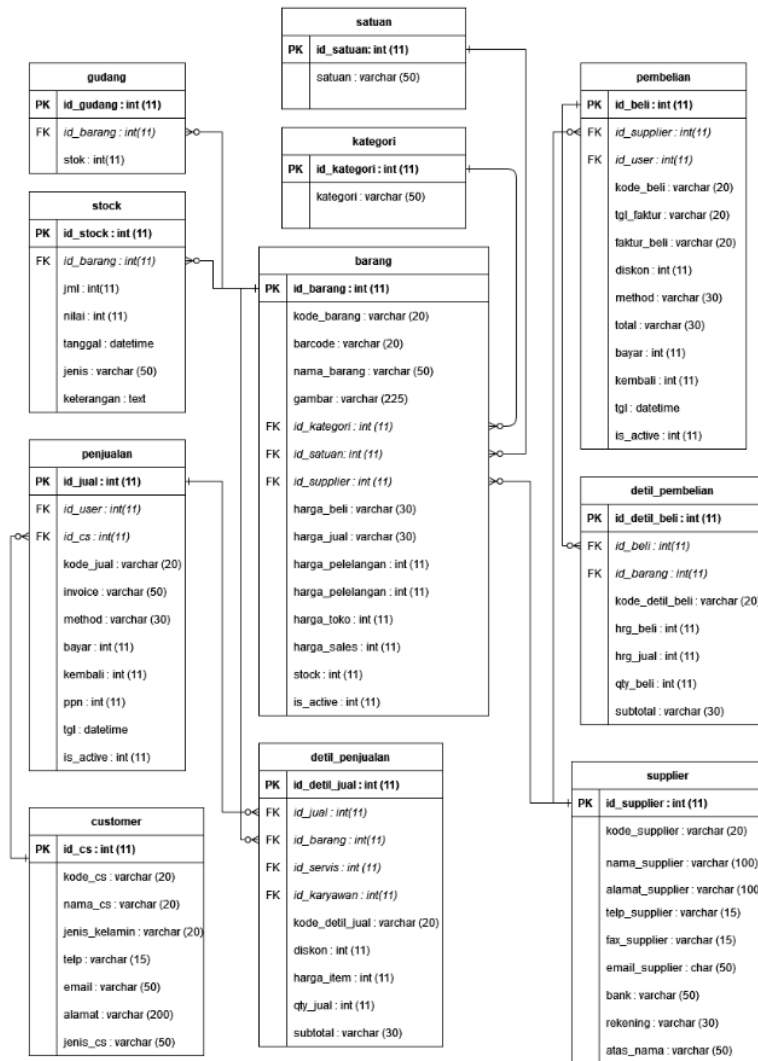 satuan
PK id_satuan: int (11)
satuan : varchar (50)
gudang
PK id_gudang : int (11)
FK id_barang : int(11)
stok : int(11)
kategori
PK id_kategori : int (11)
kategori : varchar (50)
stock
PK id_stock : int (11)
FK id_barang : int(11)
jml : int(11)
nilai : int (11)
tanggal : datetime
jenis : varchar (50)
keterangan : text
barang
PK id_barang : int (11)
kode_barang : varchar (20)
barcode : varchar (20)
nama_barang : varchar (50)
gambar : varchar (225)
FK id_kategori : int (11)
FK id_satuan: int (11)
FK id_supplier : int (11)
harga_beli : varchar (30)
harga_jual : varchar (30)
harga_pelelangan : int (11)
harga_pelelangan : int (11)
harga_toko : int (11)
harga_sales : int (11)
stock : int (11)
is_active : int (11)
pembelian
PK id_beli : int (11)
FK id_supplier : int(11)
FK id_user : int(11)
kode_beli : varchar (20)
tgl_faktur : varchar (20)
faktur_beli : varchar (20)
diskon : int (11)
method : varchar (30)
total : varchar (30)
bayar : int (11)
kembali : int (11)
tgl : datetime
is_active : int (11)
penjualan
PK id_jual : int (11)
FK id_user : int(11)
FK id_cs : int(11)
kode_jual : varchar (20)
invoice : varchar (50)
method : varchar (30)
bayar : int (11)
kembali : int (11)
ppn : int (11)
tgl : datetime
is_active : int (11)
detil_pembelian
PK id_detil_beli : int (11)
FK id_beli : int(11)
FK id_barang : int(11)
kode_detil_beli : varchar (20)
hrg_beli : int (11)
hrg_jual : int (11)
qty_beli : int (11)
subtotal : varchar (30)
detil_penjualan
PK id_detil_jual : int (11)
FK id_jual : int(11)
FK id_barang : int(11)
FK id_servis : int (11)
FK id_karyawan : int(11)
kode_detil_jual : varchar (20)
diskon : int (11)
harga_item : int (11)
qty_jual : int (11)
subtotal : varchar (30)
customer
PK id_cs : int (11)
kode_cs : varchar (20)
nama_cs : varchar (20)
jenis_kelamin : varchar (20)
telp : varchar (15)
email : varchar (50)
alamat : varchar (200)
jenis_cs : varchar (50)
supplier
PK id_supplier : int (11)
kode_supplier : varchar (20)
nama_supplier : varchar (100)
alamat_supplier : varchar (100
telp_supplier : varchar (15)
fax_supplier : varchar (15)
email_supplier : char (50)
bank : varchar (50)
rekening : varchar (30)
atas_nama : varchar (50)